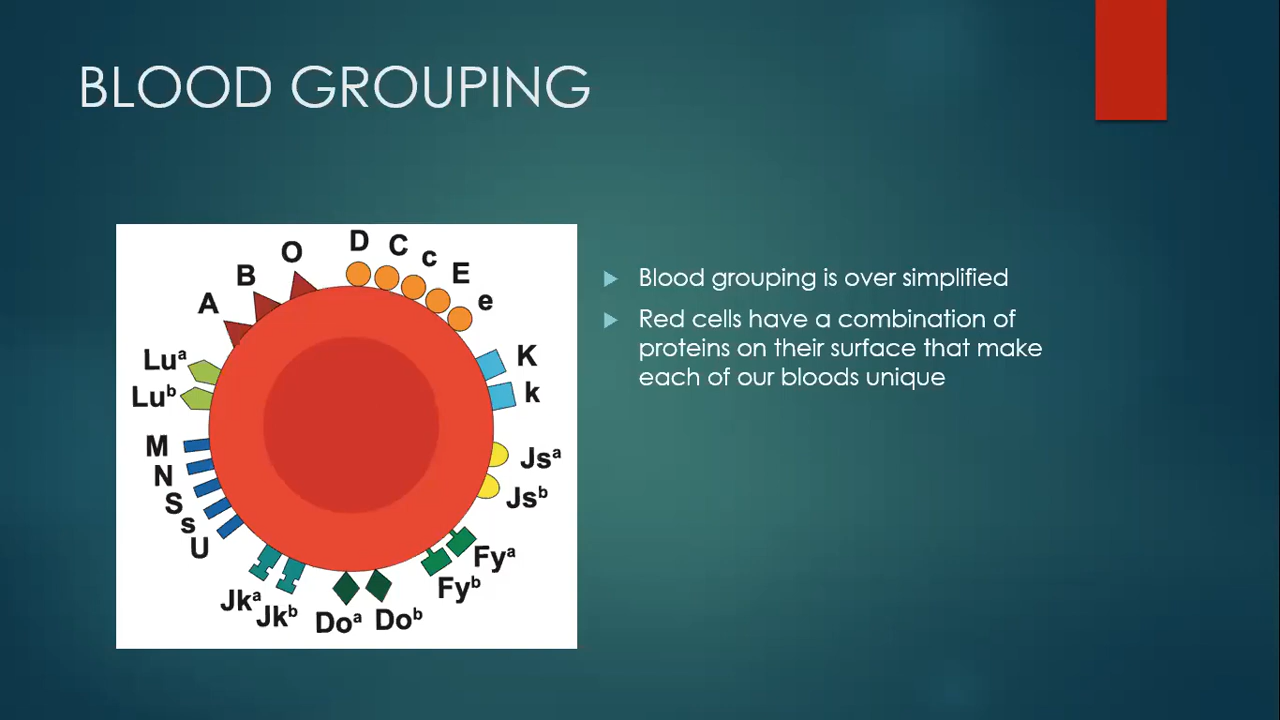 BLOOD GROUPING
O
D
C
c
E
e
B
A
Luᵃ
Luᵇ
M
N
S
s
U
K
k
Jsᵃ
Jsᵇ
Fyᵃ
Fyᵇ
Jkᵃ
Jkᵇ
Doᵃ
Doᵇ
Blood grouping is over simplified
Red cells have a combination of
proteins on their surface that make
each of our bloods unique